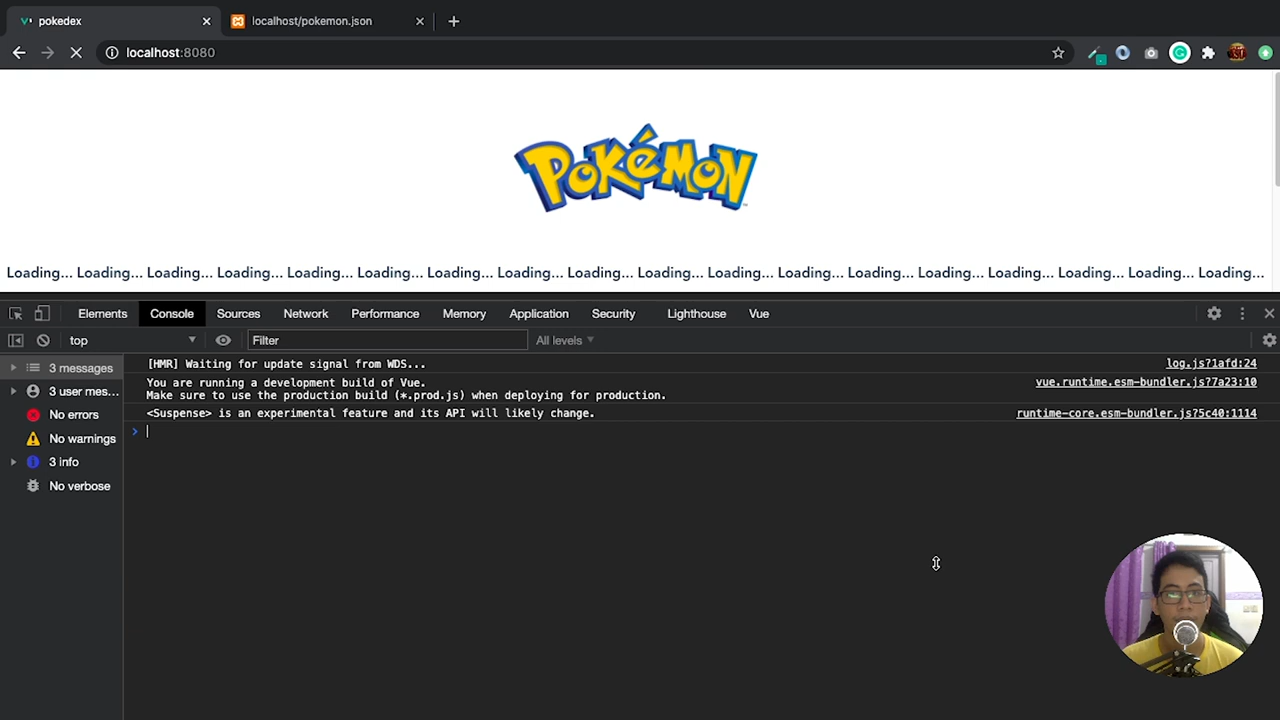 pokedex
localhost/pokemon.json
localhost:8080
POKéMON
TM
Loading... Loading... Loading... Loading... Loading... Loading... Loading... Loading... Loading... Loading... Loading... Loading... Loading... Loading... Loading... Loading... Loading... Loading...
Elements Console Sources Network Performance Memory Application Security Lighthouse Vue
top Filter All levels
3 messages
3 user mes...
No errors
No warnings
3 info
No verbose
[HMR] Waiting for update signal from WDS... log.js?1afd:24
You are running a development build of Vue. vue.runtime.esm-bundler.js?7a23:10
Make sure to use the production build (*.prod.js) when deploying for production.
<Suspense> is an experimental feature and its API will likely change. runtime-core.esm-bundler.js?5c40:1114